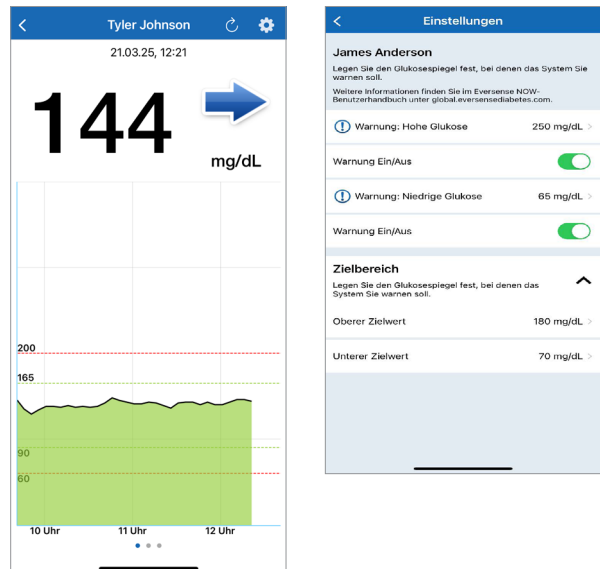 Tyler Johnson
21.03.25, 12:21
144
mg/dL
200
165
90
60
10 Uhr
11 Uhr
12 Uhr
Einstellungen
James Anderson
Legen Sie den Glukosespiegel fest, bei denen das System Sie
warnen soll.
Weitere Informationen finden Sie im Eversense NOW-
Benutzerhandbuch unter global.eversensediabetes.com.
Warnung: Hohe Glukose 250 mg/dL >
Warnung Ein/Aus
Warnung: Niedrige Glukose 65 mg/dL >
Warnung Ein/Aus
Zielbereich
Legen Sie den Glukosespiegel fest, bei denen das
System Sie warnen soll.
Oberer Zielwert 180 mg/dL >
Unterer Zielwert 70 mg/dL >